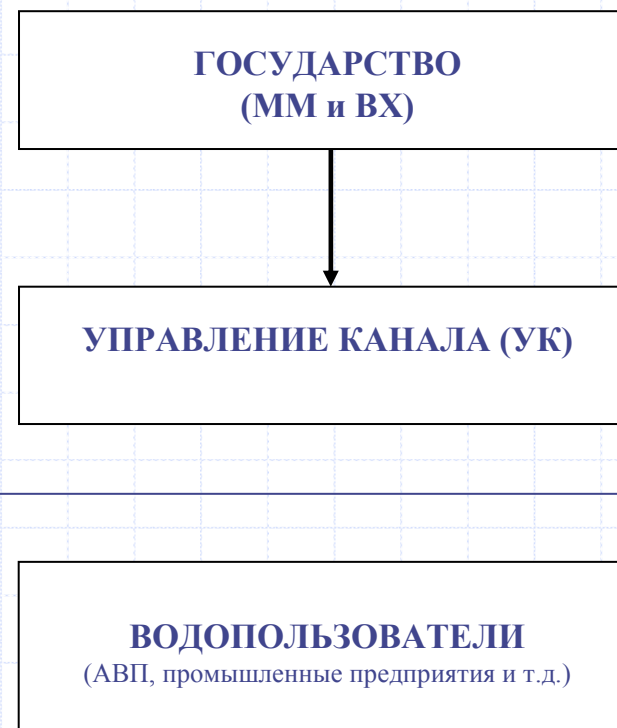 ГОСУДАРСТВО
(ММ и ВХ)
УПРАВЛЕНИЕ КАНАЛА (УК)
ВОДОПОЛЬЗОВАТЕЛИ
(АВП, промышленные предприятия и т.д.)